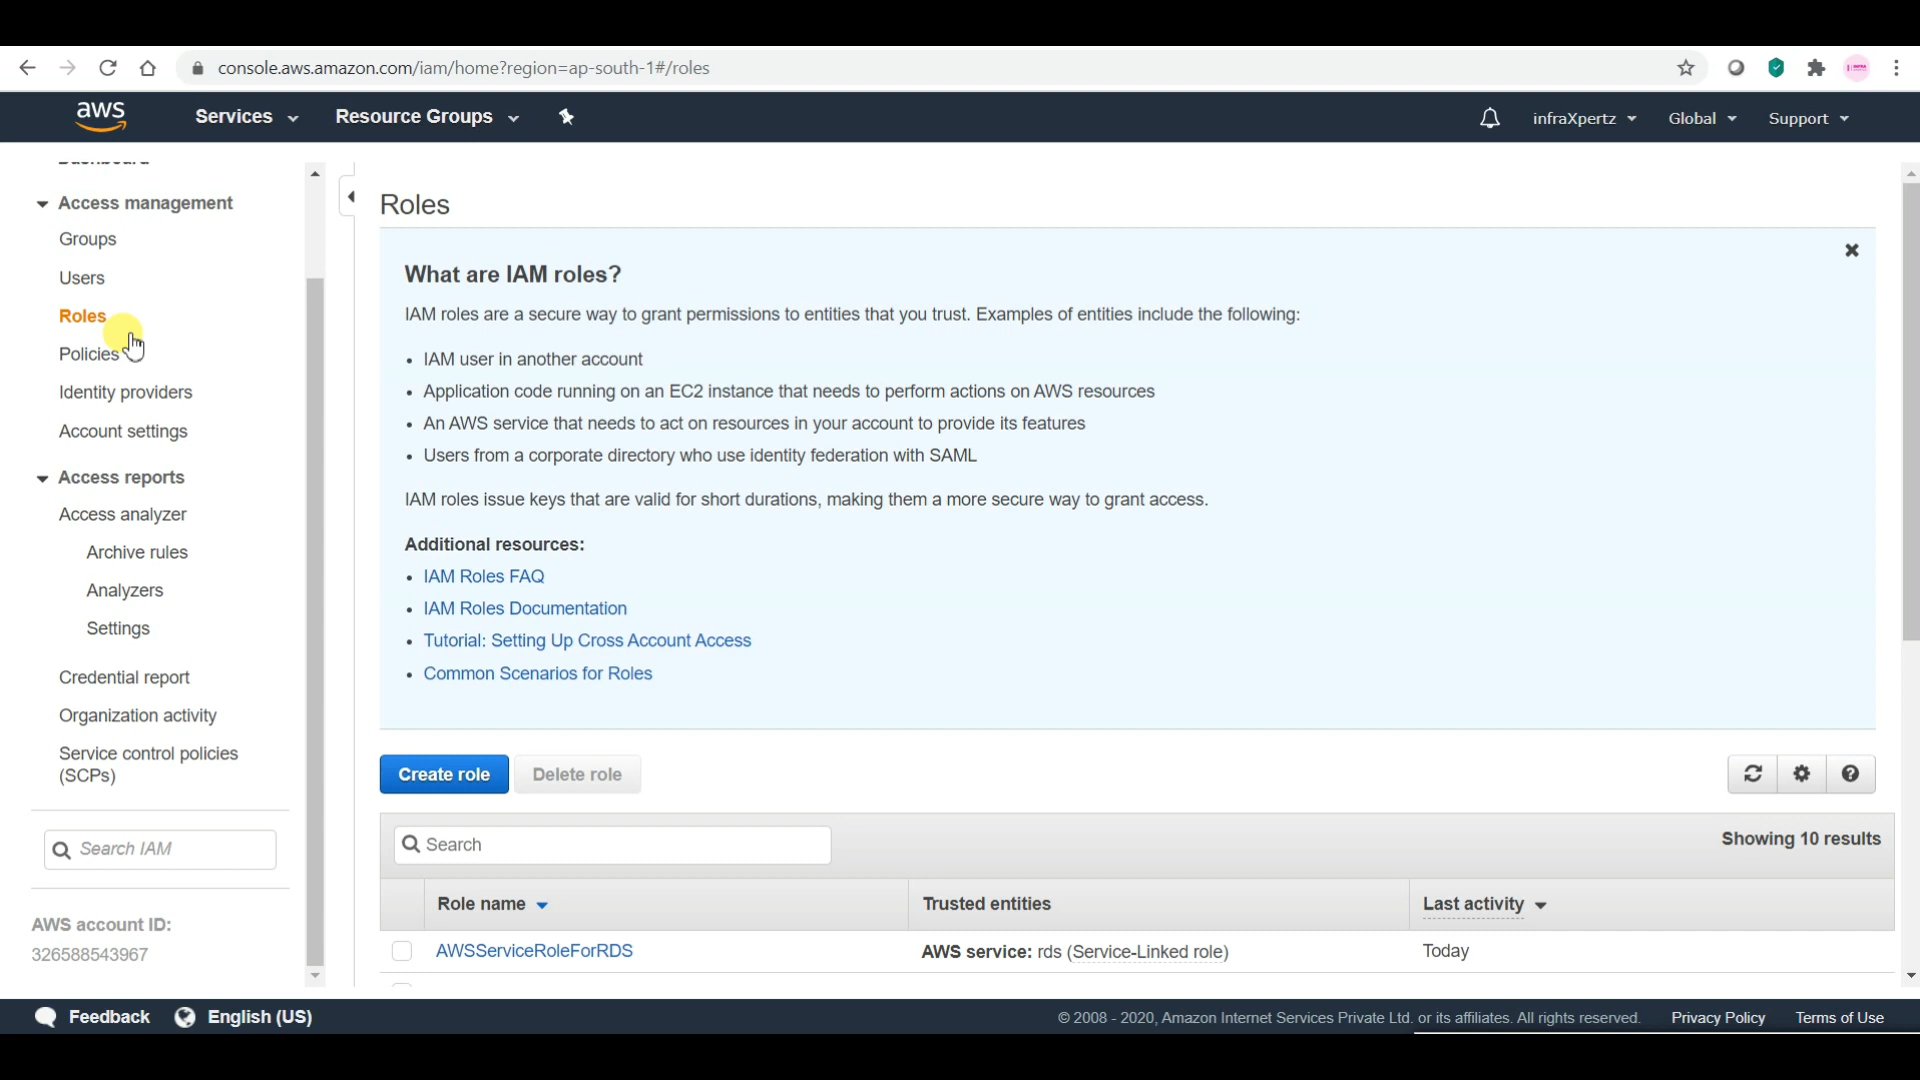 console.aws.amazon.com/iam/home?region=ap-south-1#/roles
aws
Services
Resource Groups
infraXpertz
Global
Support
Dashboard
Access management
Groups
Users
Roles
Policies
Identity providers
Account settings
Access reports
Access analyzer
Archive rules
Analyzers
Settings
Credential report
Organization activity
Service control policies
(SCPs)
Search IAM
AWS account ID:
326588543967
Roles
What are IAM roles?
IAM roles are a secure way to grant permissions to entities that you trust. Examples of entities include the following:
• IAM user in another account
• Application code running on an EC2 instance that needs to perform actions on AWS resources
• An AWS service that needs to act on resources in your account to provide its features
• Users from a corporate directory who use identity federation with SAML
IAM roles issue keys that are valid for short durations, making them a more secure way to grant access.
Additional resources:
• IAM Roles FAQ
• IAM Roles Documentation
• Tutorial: Setting Up Cross Account Access
• Common Scenarios for Roles
Create role
Delete role
Search
Showing 10 results
Role name
Trusted entities
Last activity
AWSServiceRoleForRDS
AWS service: rds (Service-Linked role)
Today
Feedback
English (US)
© 2008 - 2020, Amazon Internet Services Private Ltd. or its affiliates. All rights reserved.
Privacy Policy
Terms of Use